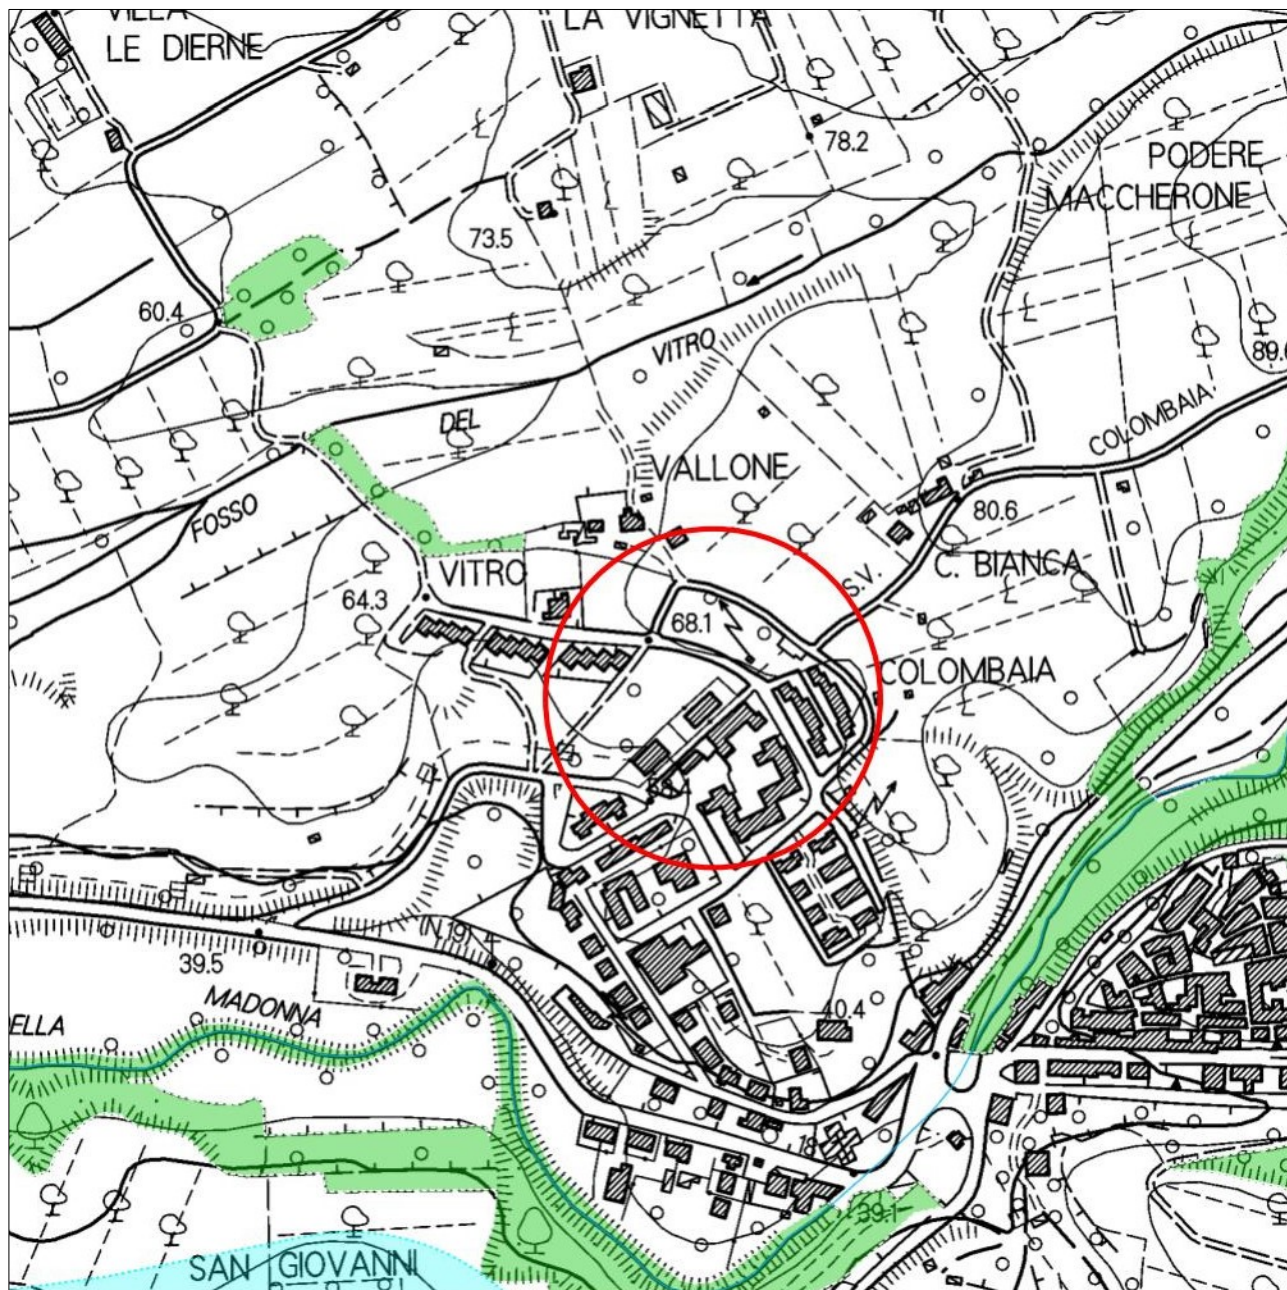 VILLA
LE DIERNE
LA VIGNETTA
78.2
PODERE
MACCHERONE
73.5
60.4
VITRO
89.6
DEL
COLOMBAIA
VALLONE
FOSSO
80.6
VITRO
C. BIANCA
S.V.
64.3
68.1
COLOMBAIA
39.5
MADONNA
40.4
ELLA
18
39.1
SAN GIOVANNI